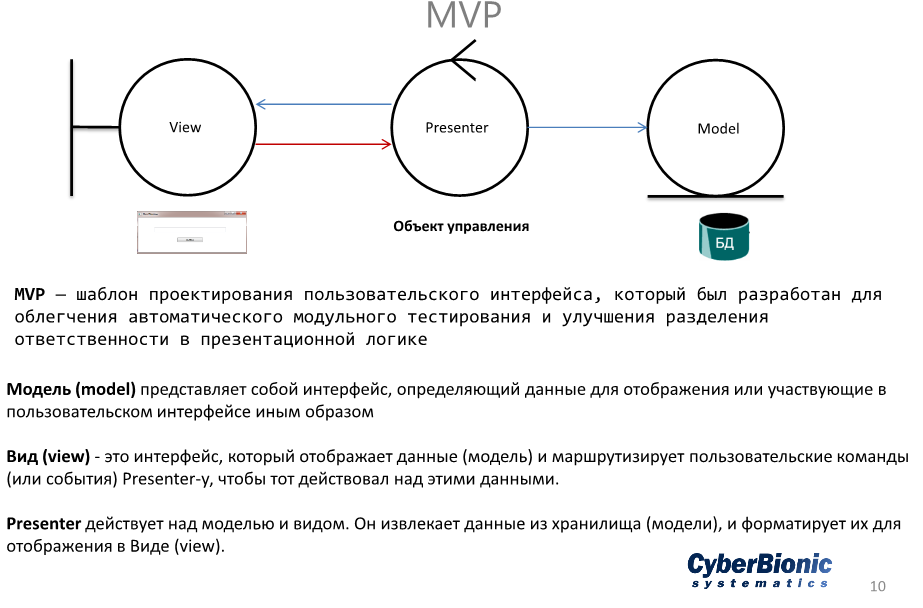 MVP
View
Presenter
Model
Объект управления
БД
MVP – шаблон проектирования пользовательского интерфейса, который был разработан для
облегчения автоматического модульного тестирования и улучшения разделения
ответственности в презентационной логике
Модель (model) представляет собой интерфейс, определяющий данные для отображения или участвующие в
пользовательском интерфейсе иным образом
Вид (view) - это интерфейс, который отображает данные (модель) и маршрутизирует пользовательские команды
(или события) Presenter-у, чтобы тот действовал над этими данными.
Presenter действует над моделью и видом. Он извлекает данные из хранилища (модели), и форматирует их для
отображения в Виде (view).
CyberBionic
systematics
10